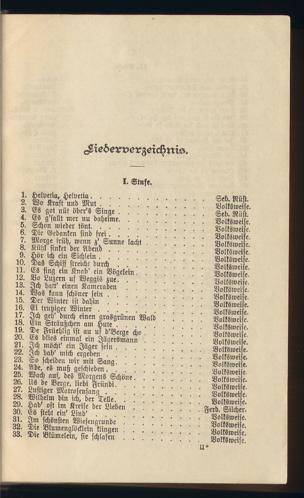 Liederverzeichnis.
I. Stufe.
1. Helvetia, Helvetia . Seb. Rüst.
2. Wo Kraft und Mut . Volksweise.
3. Es got nüt über's Singe . Seb. Rüst.
4. Es g'fallt mer nu daheime . Volksweise.
5. Schon wieder tönt . Volksweise.
6. Die Gedanken sind frei . Volksweise.
7. Morge früh, wenn z' Sunne lacht Volksweise.
8. Kühl sinket der Abend . Volksweise.
9. Hör ich ein Sichlein . Volksweise.
10. Das Schiff streicht durch . Volksweise.
11. Es sing ein Knab' ein Vögelein . Volksweise.
12. Vo Luzern uf Weggis zue . Volksweise.
13. Ich hatt' einen Kameraden . Volksweise.
14. Was kann schöner sein . Volksweise.
15. Der Winter ist dahin . Volksweise.
16. Ei trutziger Winter . Volksweise.
17. Ich geh' durch einen grasgrünen Wald Volksweise.
18. Ein Sträußchen am Hute . Volksweise.
19. De Früehlig ist au uf d'Berge cho . Volksweise.
20. Es blies einmal ein Jägersmann Volksweise.
21. Ich möcht' ein Jäger sein . Volksweise.
22. Ich hab' mich ergeben . Volksweise.
23. So scheiden wir mit Sang . Volksweise.
24. Ade, es muß geschieden . Volksweise.
25. Wach auf, des Morgens Schöne . Volksweise.
26. Us de Berge, liebi Fründ . Volksweise.
27. Lustiger Matrosensang . Volksweise.
28. Wilhelm bin ich, der Telle . Volksweise.
29. Hab' oft im Kreise der Lieben . Ferd. Silcher.
30. Es steht ein' Lind' . Volksweise.
31. Im schönsten Wiesengrunde . Volksweise.
32. Die Blumenglöcklein klingen . Volksweise.
33. Die Blümelein, sie schlafen . Volksweise.
II*